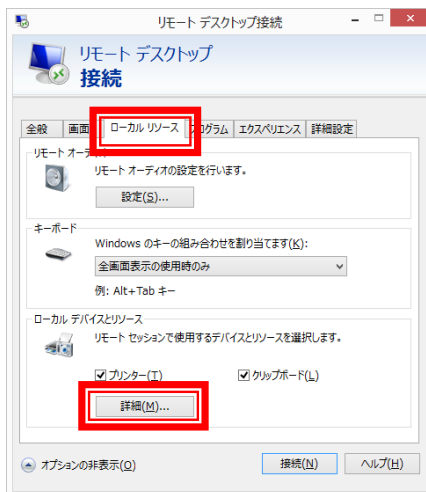 リモート デスクトップ接続
リモート デスクトップ
接続
全般 画面 ローカル リソース プログラム エクスペリエンス 詳細設定
リモート オーディオ
リモート オーディオの設定を行います。
設定(S)...
キーボード
Windows のキーの組み合わせを割り当てます(K):
全画面表示の使用時のみ
例: Alt+Tab キー
ローカル デバイスとリソース
リモート セッションで使用するデバイスとリソースを選択します。
プリンター(T) クリップボード(L)
詳細(M)...
オプションの非表示(O) 接続(N) ヘルプ(H)